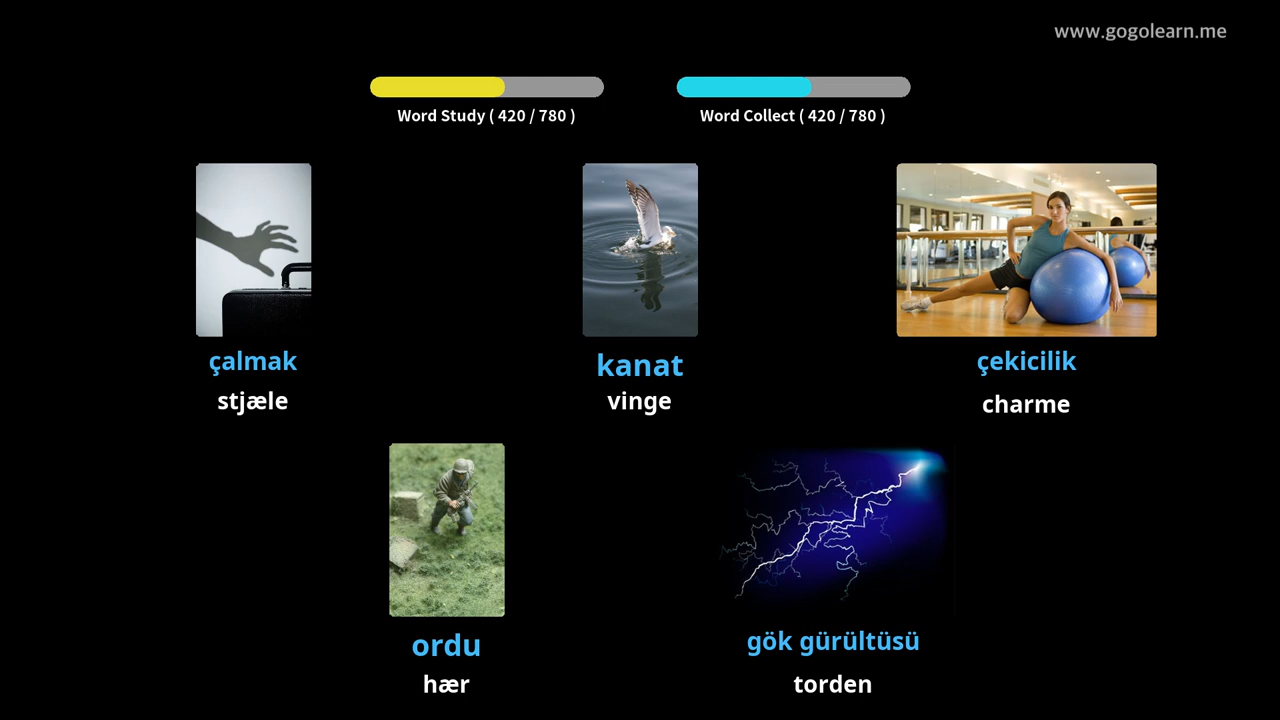 www.gogolearn.me
Word Study ( 420 / 780 )
Word Collect ( 420 / 780 )
çalmak
stjæle
kanat
vinge
çekicilik
charme
ordu
hær
gök gürültüsü
torden